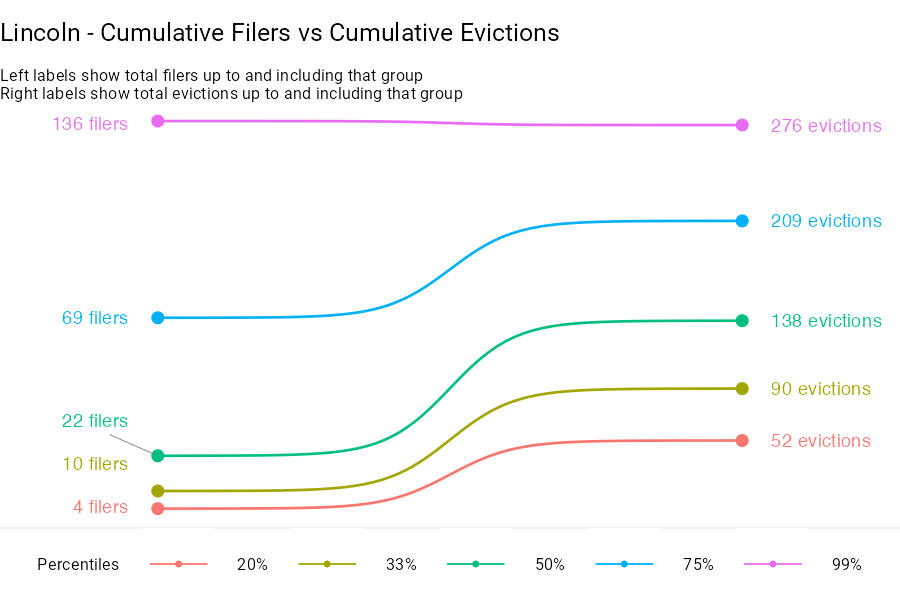 Lincoln - Cumulative Filers vs Cumulative Evictions
Left labels show total filers up to and including that group
Right labels show total evictions up to and including that group
136 filers
276 evictions
209 evictions
69 filers
138 evictions
90 evictions
22 filers
52 evictions
10 filers
4 filers
Percentiles 20% 33% 50% 75% 99%